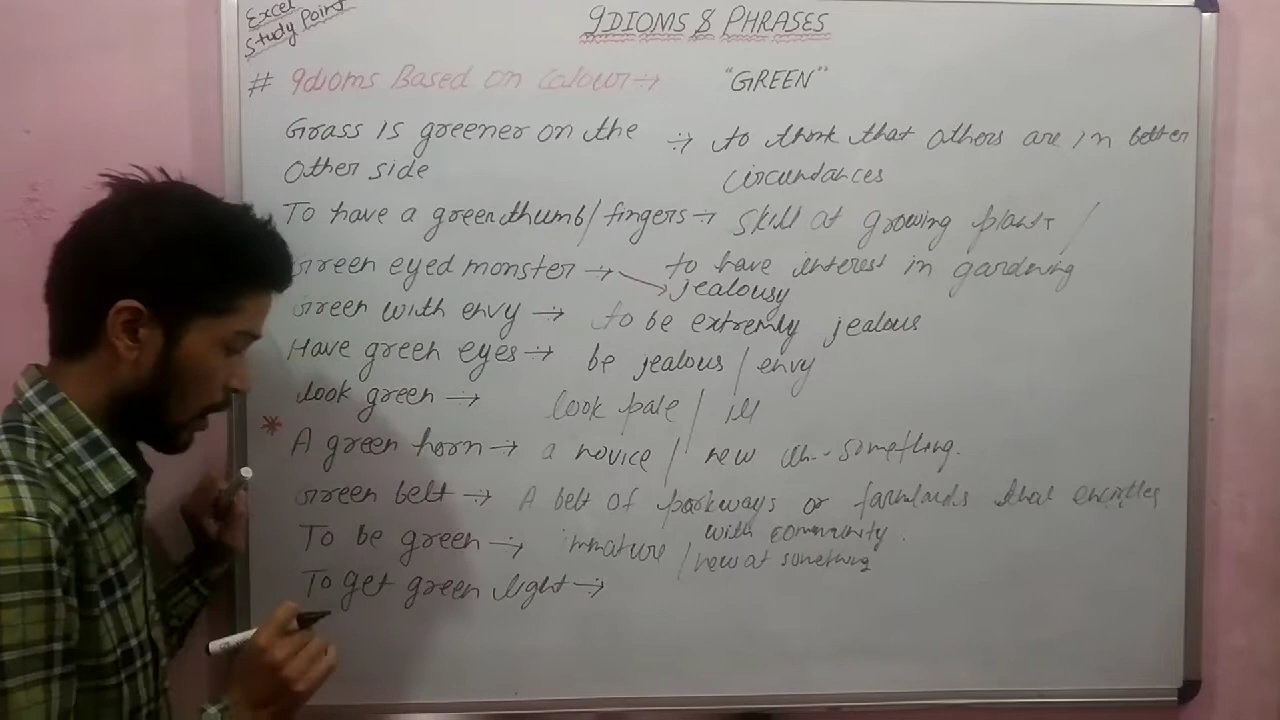 Excel
Study Point
IDIOMS & PHRASES
# Idioms Based on Colour → "GREEN"
Grass is greener on the → to think that others are in better
other side circumdances
To have a green thumb / fingers → skill at growing plants /
Green eyed monster → to have interest in gardening
→ jealousy
Green with envy → to be extremly jealous
Have green eyes → be jealous / envy
look green → look pale / ill
* A green horn → a novice / new at something.
Green belt → A belt of parkways or farmlands that encircles
with community.
To be green → immature / new at something
To get green light →